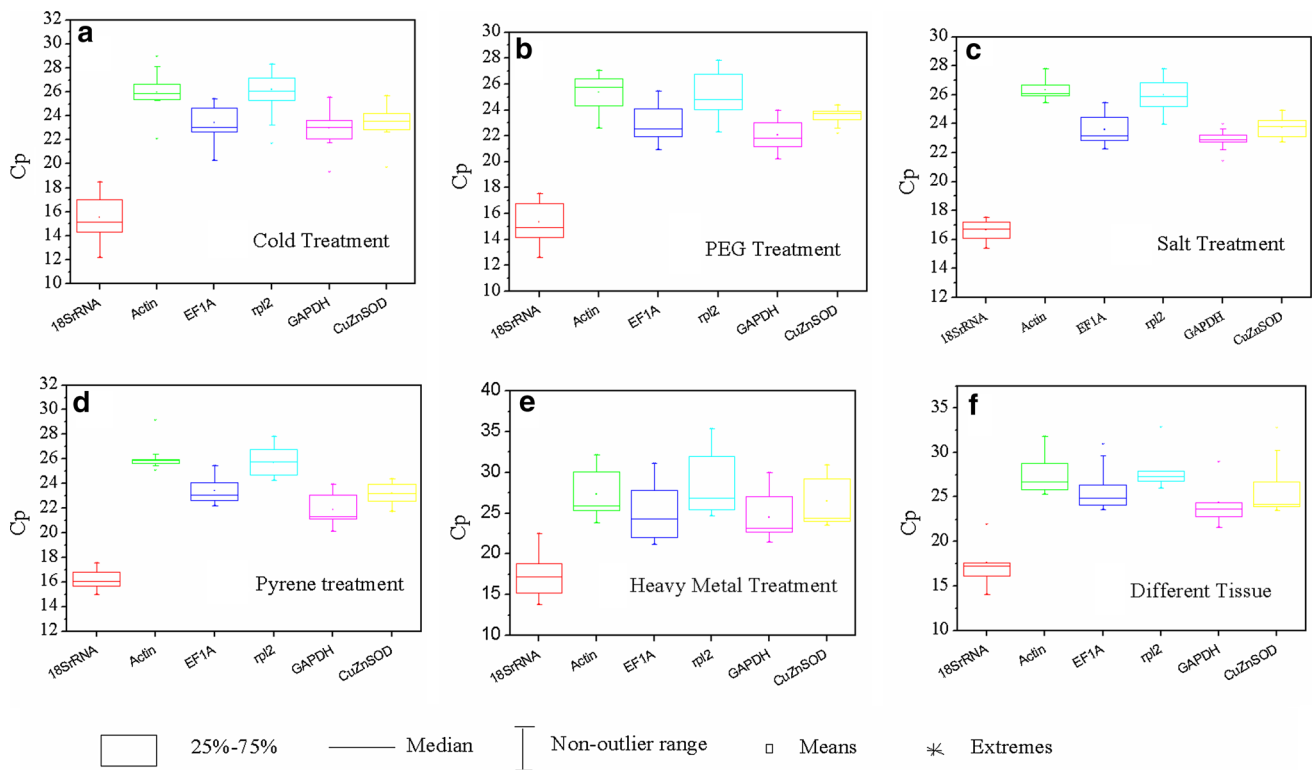 a
32
30
28
26
24
22
20
18
16
14
12
10
Cp
Cold Treatment
18SrRNA
Actin
EF1A
rpl2
GAPDH
CuZnSOD
b
30
28
26
24
22
20
18
16
14
12
10
Cp
PEG Treatment
18SrRNA
Actin
EF1A
rpl2
GAPDH
CuZnSOD
c
30
28
26
24
22
20
18
16
14
12
Cp
Salt Treatment
18SrRNA
Actin
EF1A
rpl2
GAPDH
CuZnSOD
d
32
30
28
26
24
22
20
18
16
14
12
Cp
Pyrene treatment
18SrRNA
Actin
EF1A
rpl2
GAPDH
CuZnSOD
e
40
35
30
25
20
15
10
Cp
Heavy Metal Treatment
18SrRNA
Actin
EF1A
rpl2
GAPDH
CuZnSOD
f
35
30
25
20
15
10
Cp
Different Tissue
18SrRNA
Actin
EF1A
rpl2
GAPDH
CuZnSOD
25%-75% Median Non-outlier range Means Extremes